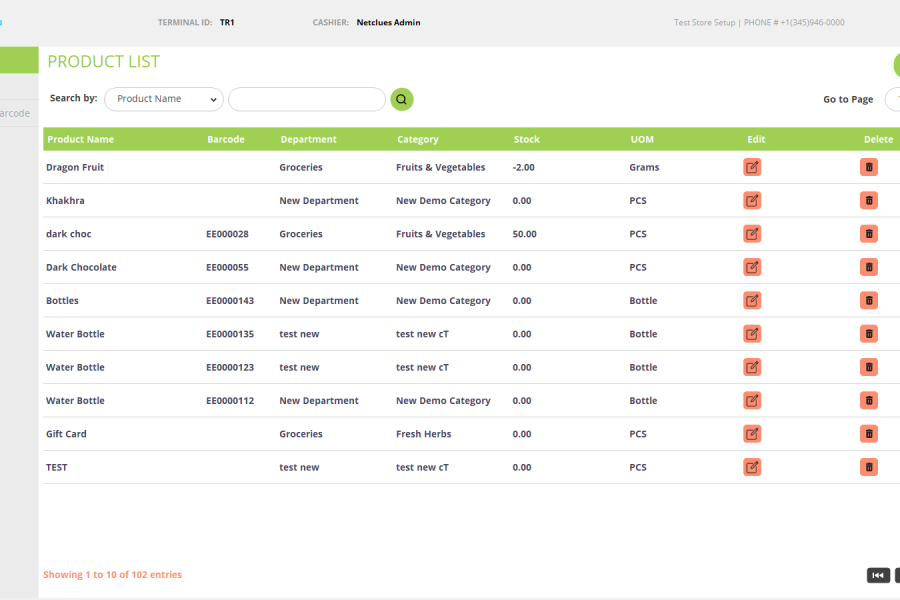 TERMINAL ID: TR1 CASHIER: Netclues Admin Test Store Setup | PHONE # +1(345)946-0000
PRODUCT LIST
Search by: Product Name Go to Page
arcode
Product Name Barcode Department Category Stock UOM Edit Delete
Dragon Fruit Groceries Fruits & Vegetables -2.00 Grams
Khakhra New Department New Demo Category 0.00 PCS
dark choc EE000028 Groceries Fruits & Vegetables 50.00 PCS
Dark Chocolate EE000055 New Department New Demo Category 0.00 PCS
Bottles EE0000143 New Department New Demo Category 0.00 Bottle
Water Bottle EE0000135 test new test new cT 0.00 Bottle
Water Bottle EE0000123 test new test new cT 0.00 Bottle
Water Bottle EE0000112 New Department New Demo Category 0.00 Bottle
Gift Card Groceries Fresh Herbs 0.00 PCS
TEST test new test new cT 0.00 PCS
Showing 1 to 10 of 102 entries